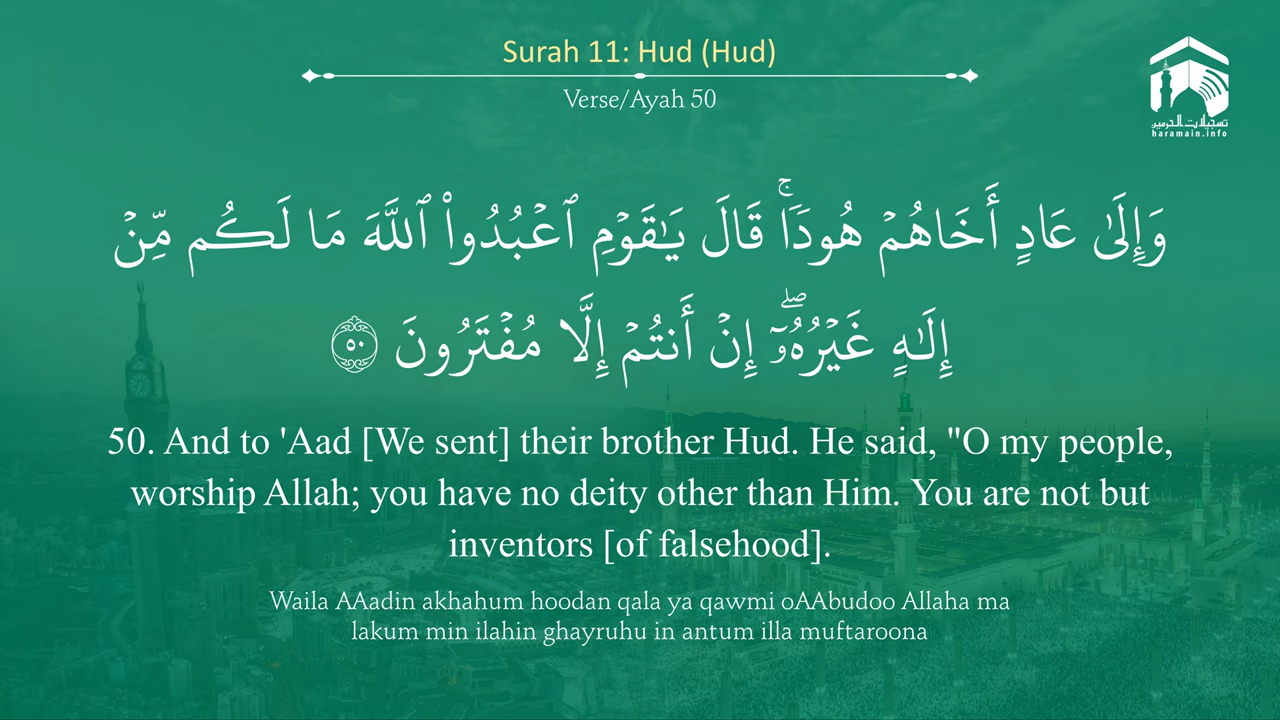 Surah 11: Hud (Hud)
Verse/Ayah 50
تسجيلات الحرمين
haramain.info
وَإِلَىٰ عَادٍ أَخَاهُمۡ هُودٗاۚ قَالَ يَٰقَوۡمِ ٱعۡبُدُواْ ٱللَّهَ مَا لَكُم مِّنۡ
إِلَٰهٍ غَيۡرُهُۥٓۖ إِنۡ أَنتُمۡ إِلَّا مُفۡتَرُونَ ٥٠
50. And to 'Aad [We sent] their brother Hud. He said, "O my people,
worship Allah; you have no deity other than Him. You are not but
inventors [of falsehood].
Waila AAadin akhahum hoodan qala ya qawmi oAAbudoo Allaha ma
lakum min ilahin ghayruhu in antum illa muftaroona